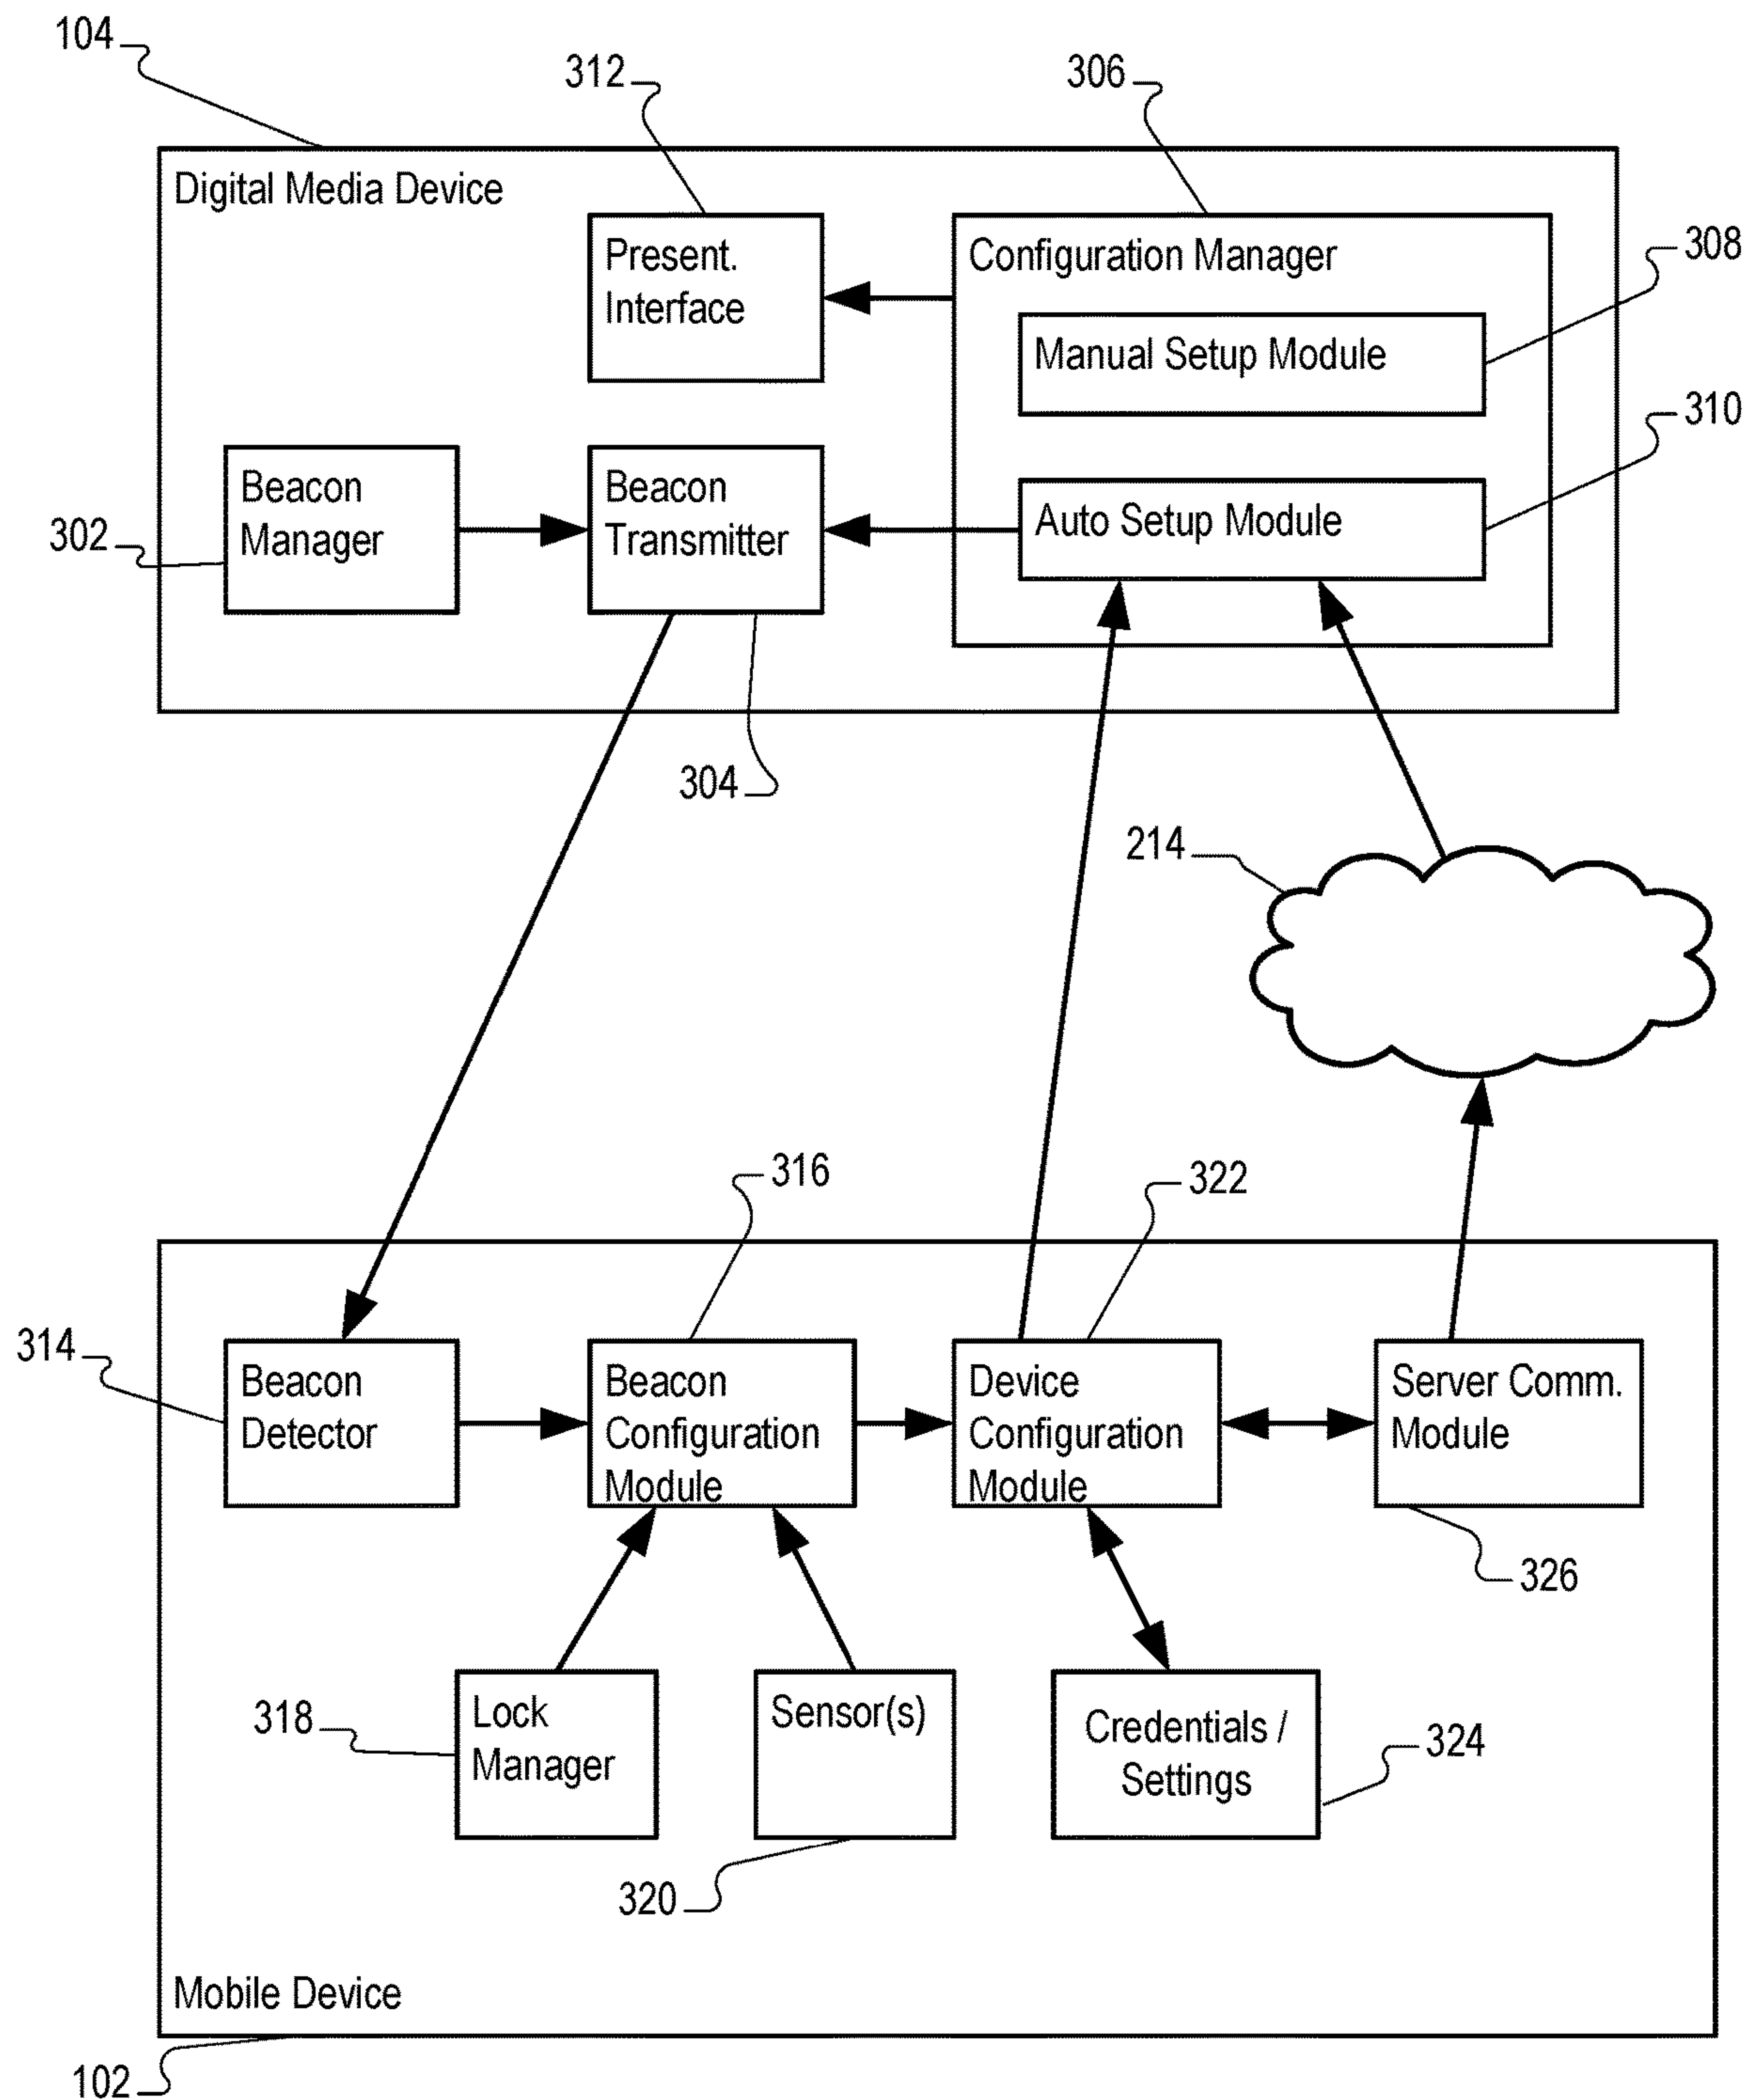 104
312
306
Digital Media Device
Present.
Interface
Configuration Manager
308
Manual Setup Module
310
Beacon
Manager
Beacon
Transmitter
Auto Setup Module
302
304
214
316
322
314
Beacon
Detector
Beacon
Configuration
Module
Device
Configuration
Module
Server Comm.
Module
326
318
Lock
Manager
Sensor(s)
Credentials /
Settings
324
320
Mobile Device
102